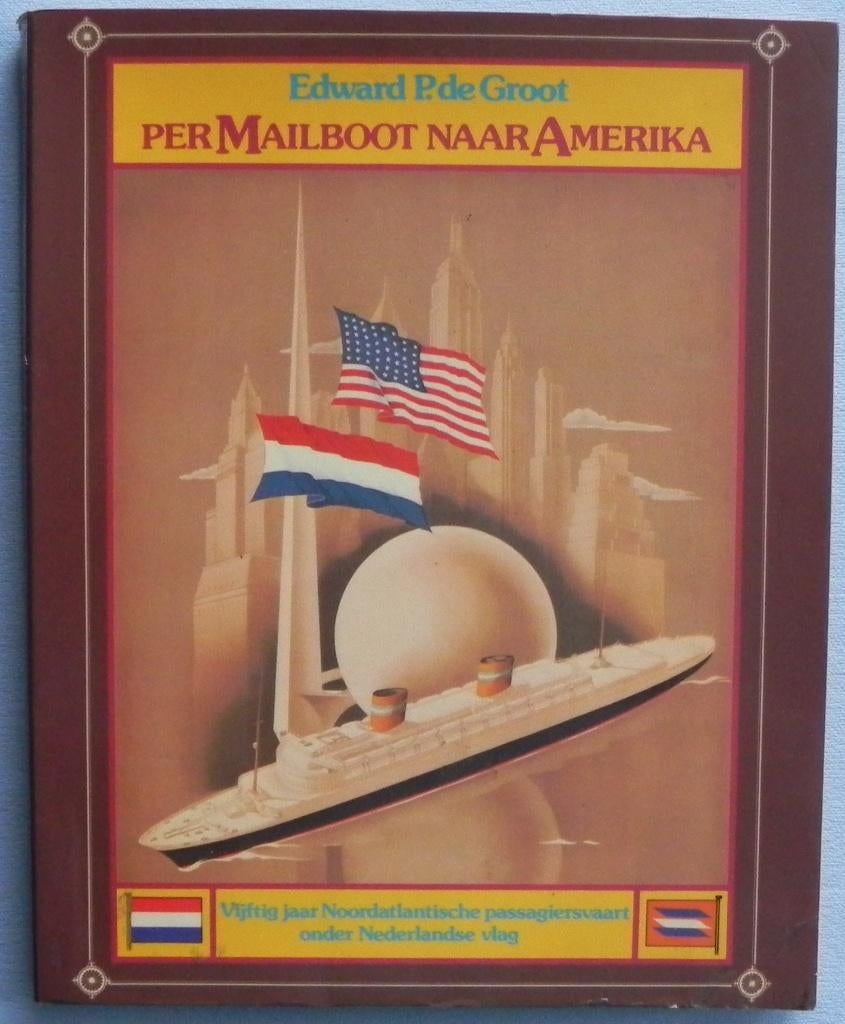 Edward P. de Groot
PER MAILBOOT NAAR AMERIKA
Vijftig jaar Noordatlantische passagiersvaart
onder Nederlandse vlag